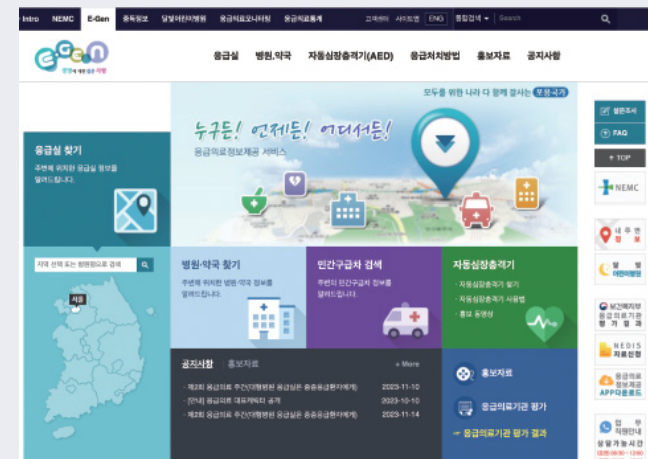 Intro NEMC E-Gen 중독정보 달빛어린이병원 응급의료모니터링 응급의료통계 고객센터 사이트맵 ENG 통합검색 Search
e-Gen
응급실 병원.약국 자동심장충격기(AED) 응급처치방법 홍보자료 공지사항
모두를 위한 나라 다 함께 잘사는 포용국가
누구든! 언제든! 어디서든!
응급의료정보제공 서비스
응급실 찾기
주변에 위치한 응급실 정보를
알려드립니다.
지역 선택 또는 병원명으로 검색
서울
병원·약국 찾기
주변에 위치한 병원·약국 정보를
알려드립니다.
민간구급차 검색
주변의 민간구급차 정보를
알려드립니다.
자동심장충격기
· 자동심장충격기 찾기
· 자동심장충격기 사용법
· 홍보 동영상
공지사항 홍보자료 + More
· 제2회 응급의료 주간(대형병원 응급실은 중증응급환자에게) 2023-11-10
· [안내] 응급의료 대표캐릭터 공개 2023-10-10
· 제2회 응급의료 주간(대형병원 응급실은 중증응급환자에게) 2023-11-14
홍보자료
응급의료기관 평가
응급의료기관 평가 결과
설문조사
FAQ
TOP
NEMC
내 주 변
정 보
달 빛
어린이병원
보건복지부
응급의료기관
평 가 결 과
NEDIS
자료신청
응급의료
정보제공
APP다운로드
업 무
직원안내
상담가능시간